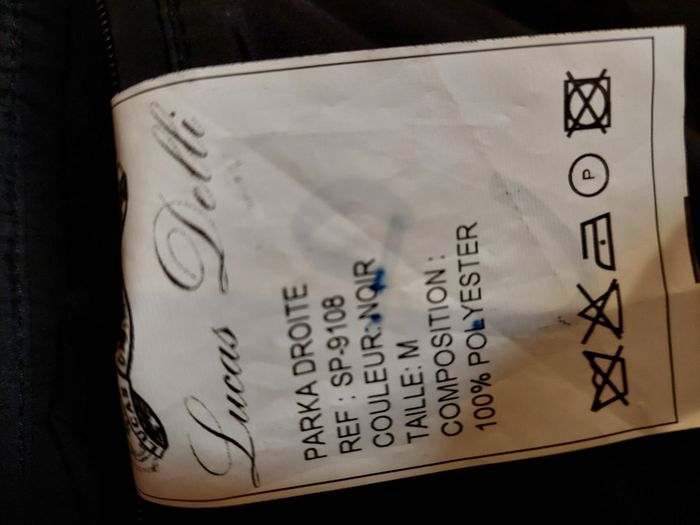 Lucas Delli
PARKA DROITE
REF : SP-9108
COULEUR: NOIR
TAILLE: M
COMPOSITION :
100% POLYESTER
P